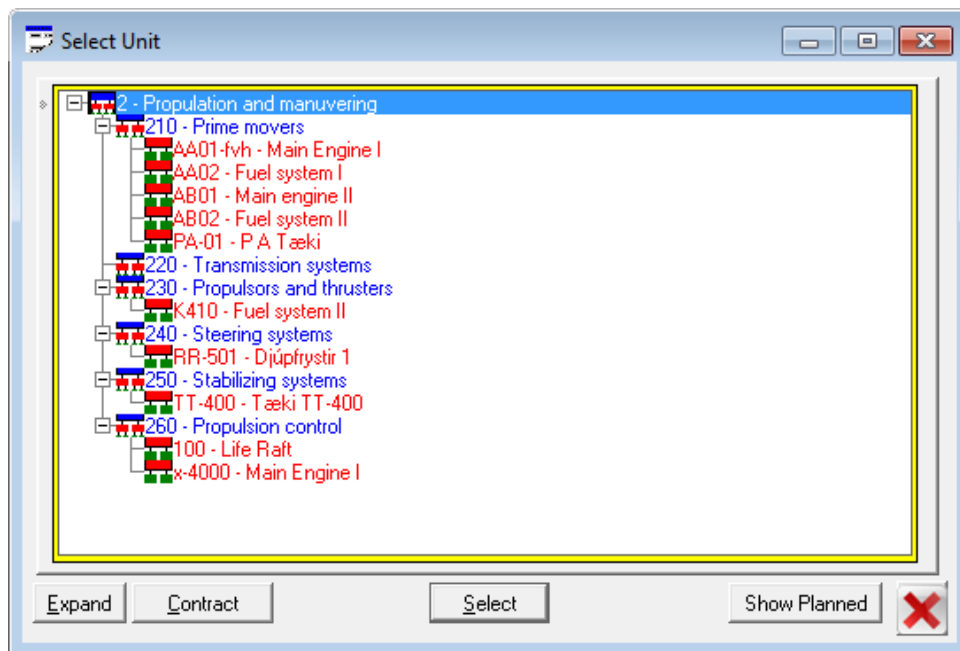 Select Unit
2 - Propulation and manuvering
210 - Prime movers
AA01-fvh - Main Engine I
AA02 - Fuel system I
AB01 - Main engine II
AB02 - Fuel system II
PA-01 - P A Tæki
220 - Transmission systems
230 - Propulsors and thrusters
K410 - Fuel system II
240 - Steering systems
RR-501 - Djúpfrystir 1
250 - Stabilizing systems
TT-400 - Tæki TT-400
260 - Propulsion control
100 - Life Raft
x-4000 - Main Engine I
Expand Contract Select Show Planned